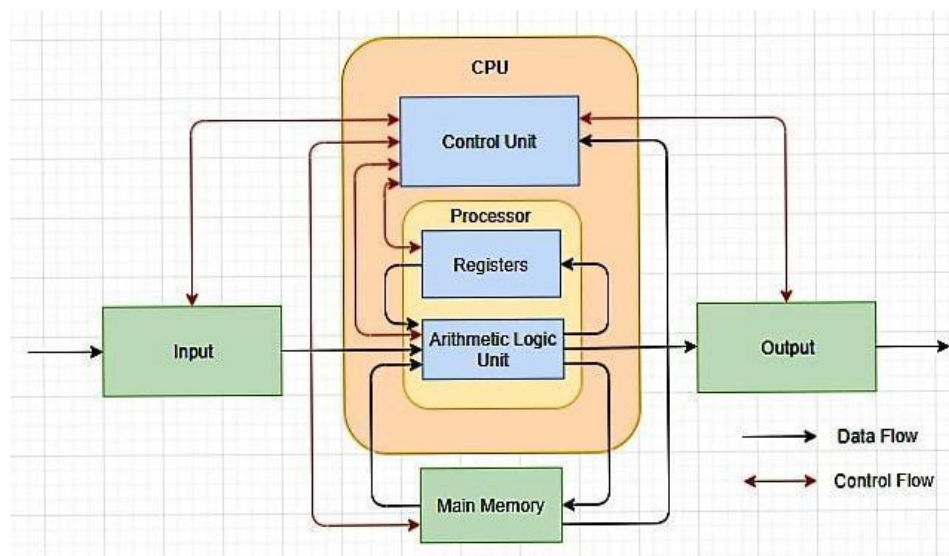 CPU
Control Unit
Processor
Registers
Input
Arithmetic Logic
Unit
Output
Data Flow
Control Flow
Main Memory